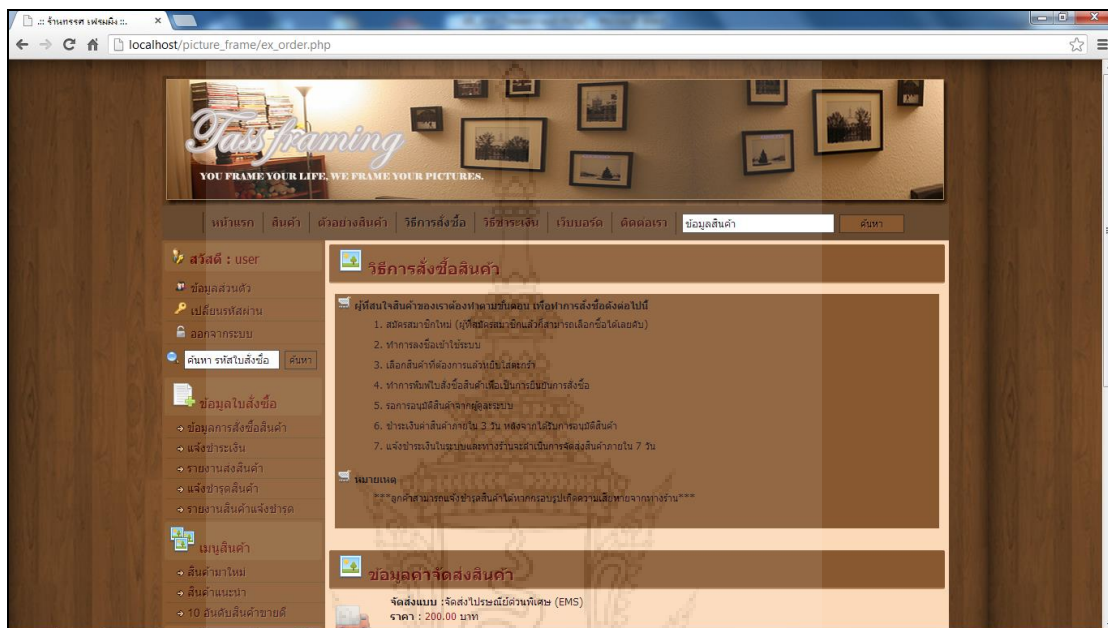 .:: ร้านทรรศ เฟรมมิ่ง ::.
localhost/picture_frame/ex_order.php
Tass framing
YOU FRAME YOUR LIFE, WE FRAME YOUR PICTURES.
หน้าแรก สินค้า ตัวอย่างสินค้า วิธีการสั่งซื้อ วิธีชำระเงิน เว็บบอร์ด ติดต่อเรา ข้อมูลสินค้า ค้นหา
สวัสดี : user
ข้อมูลส่วนตัว
เปลี่ยนรหัสผ่าน
ออกจากระบบ
ค้นหา รหัสใบสั่งซื้อ ค้นหา
ข้อมูลใบสั่งซื้อ
ข้อมูลการสั่งซื้อสินค้า
แจ้งชำระเงิน
รายงานส่งสินค้า
แจ้งชำรุดสินค้า
รายงานสินค้าแจ้งชำรุด
เมนูสินค้า
สินค้ามาใหม่
สินค้าแนะนำ
10 อันดับสินค้าขายดี
วิธีการสั่งซื้อสินค้า
ผู้ที่สนใจสินค้าของเราต้องทำตามขั้นตอน เพื่อทำการสั่งซื้อดังต่อไปนี้
1. สมัครสมาชิกใหม่ (ผู้ที่สมัครสมาชิกแล้วก็สามารถเลือกซื้อได้เลยคับ)
2. ทำการลงชื่อเข้าใช้ระบบ
3. เลือกสินค้าที่ต้องการแล้วหยิบใส่ตะกร้า
4. ทำการพิมพ์ใบสั่งซื้อสินค้าเพื่อเป็นการยืนยันการสั่งซื้อ
5. รอการอนุมัติสินค้าจากผู้ดูแลระบบ
6. ชำระเงินค่าสินค้าภายใน 3 วัน หลังจากได้รับการอนุมัติสินค้า
7. แจ้งชำระเงินในระบบและทางร้านจะดำเนินการจัดส่งสินค้าภายใน 7 วัน
หมายเหตุ
***ลูกค้าสามารถแจ้งชำรุดสินค้าได้หากกรอบรูปเกิดความเสียหายจากทางร้าน***
ข้อมูลค่าจัดส่งสินค้า
จัดส่งแบบ :จัดส่งไปรษณีย์ด่วนพิเศษ (EMS)
ราคา : 200.00 บาท